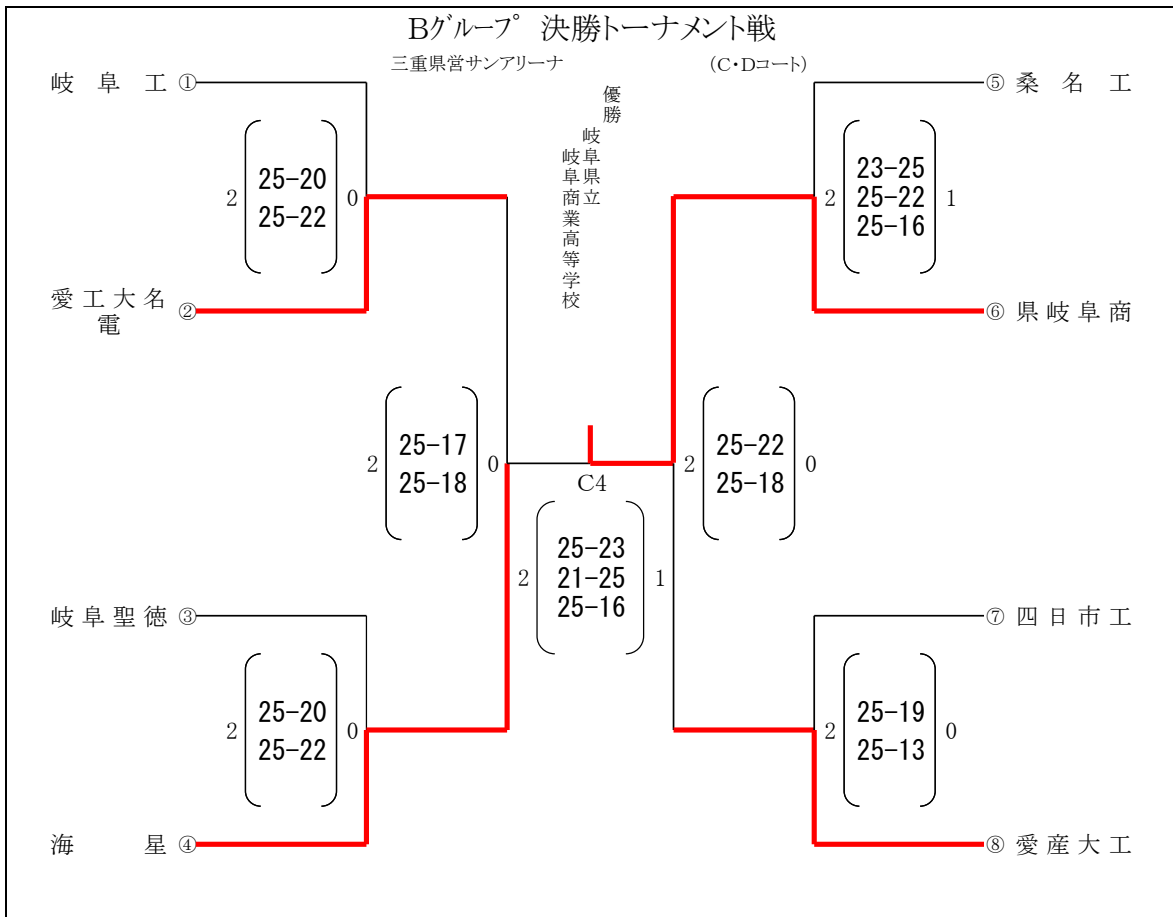 Bグループ 決勝トーナメント戦
三重県営サンアリーナ (C・Dコート)
優勝
岐阜県立
岐阜商業高等学校
岐阜工 ①
2 25-20 0
25-22
愛工大名電 ②
2 25-17 0
25-18
岐阜聖徳 ③
2 25-20 0
25-22
海星 ④
C4
25-23
2 21-25 1
25-16
⑤ 桑名工
23-25
2 25-22 1
25-16
⑥ 県岐阜商
2 25-22 0
25-18
⑦ 四日市工
2 25-19 0
25-13
⑧ 愛産大工